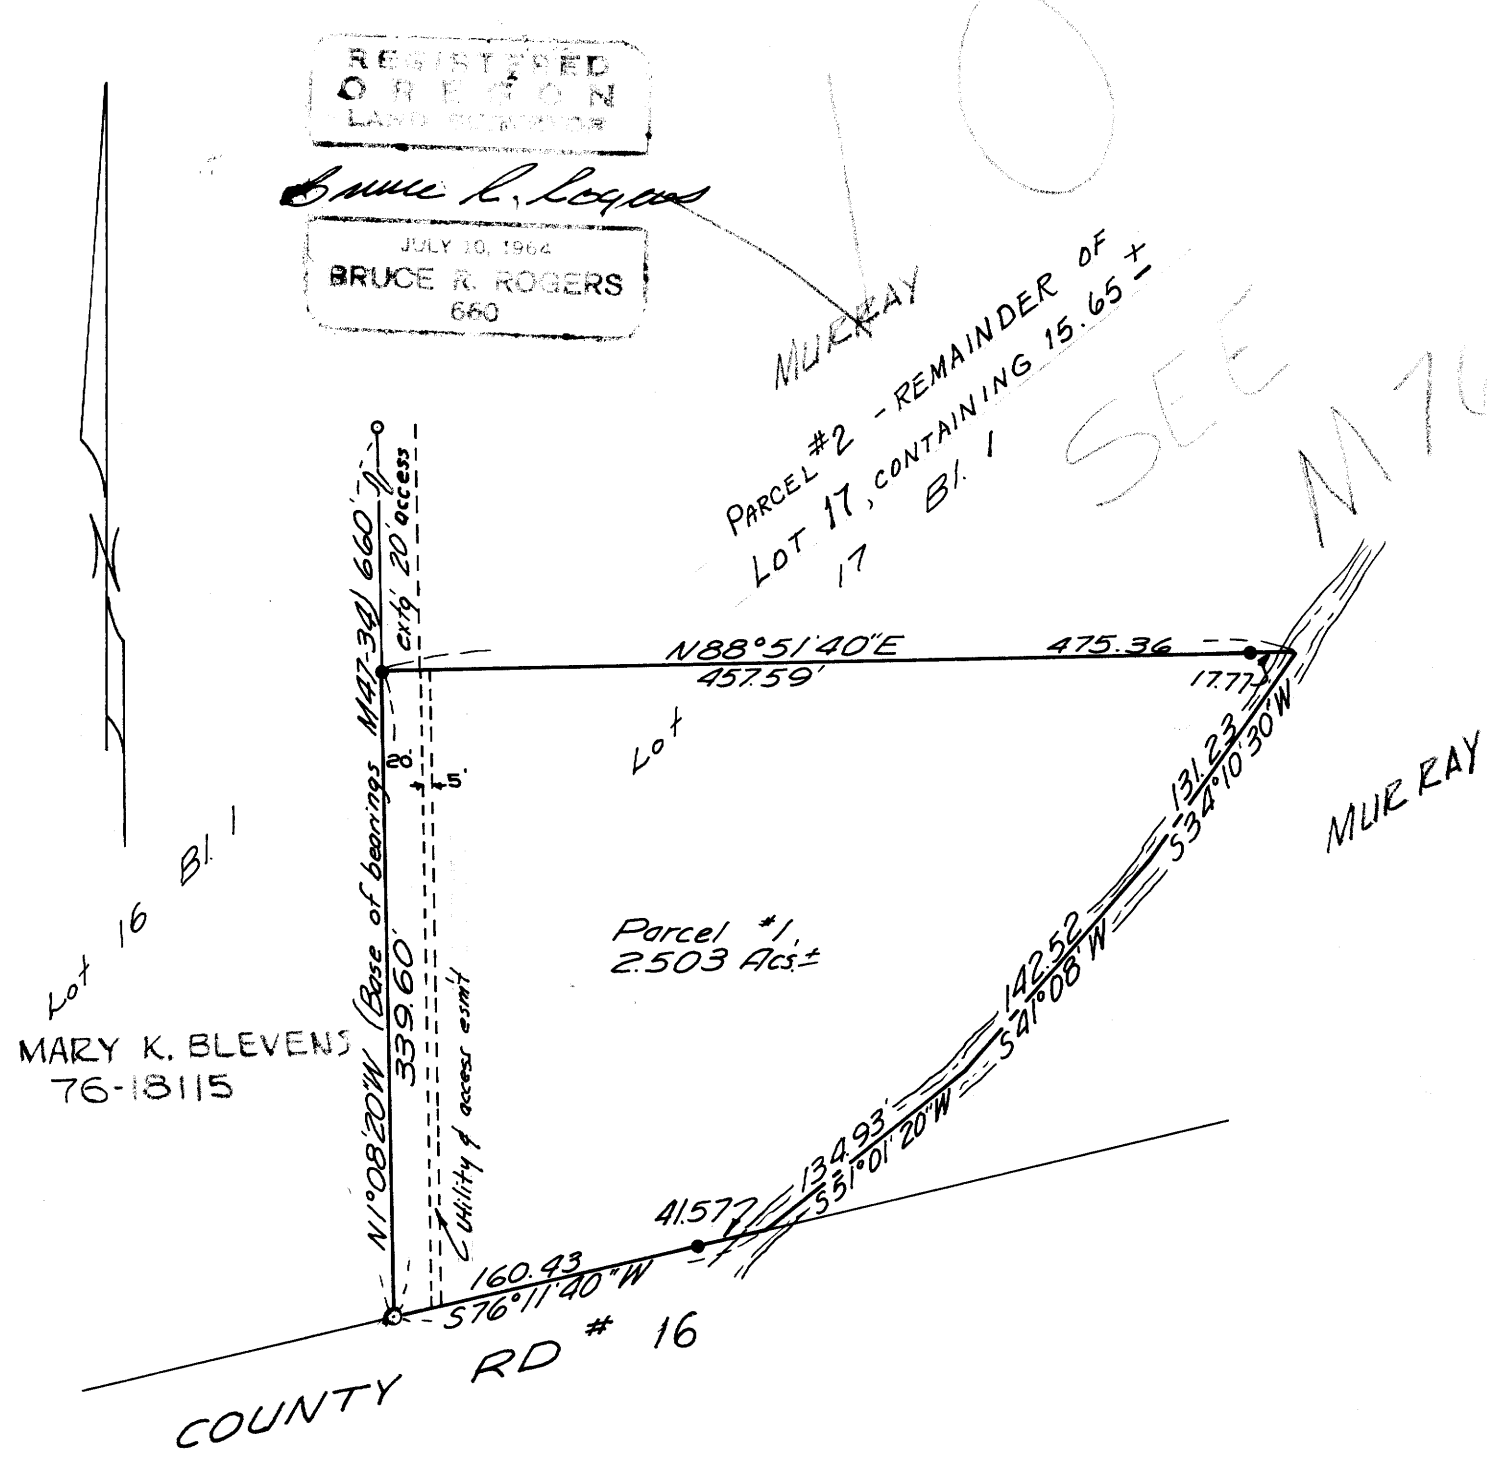 REGISTERED
OREGON
LAND SURVEYOR
Bruce R. Rogers
JULY 10, 1964
BRUCE R. ROGERS
660
MURRAY
PARCEL #2 - REMAINDER OF
LOT 17, CONTAINING 15.65 ±
Bl. 1
17
SEE
M 76
M47-34) 660'
ext'g 20' access
N88°51'40"E
475.36
457.59'
17.77
Lot
20'
5'
131.23
S34°10'30"W
MURRAY
Bl. 1
16
Lot
MARY K. BLEVENS
76-18115
N1°08'20"W (Base of bearings
339.60'
Utility & access esm't
Parcel #1,
2.503 Acs.±
142.52
S41°08'W
134.93'
S51°01'20"W
41.57
160.43
S76°11'40"W
COUNTY RD # 16
N